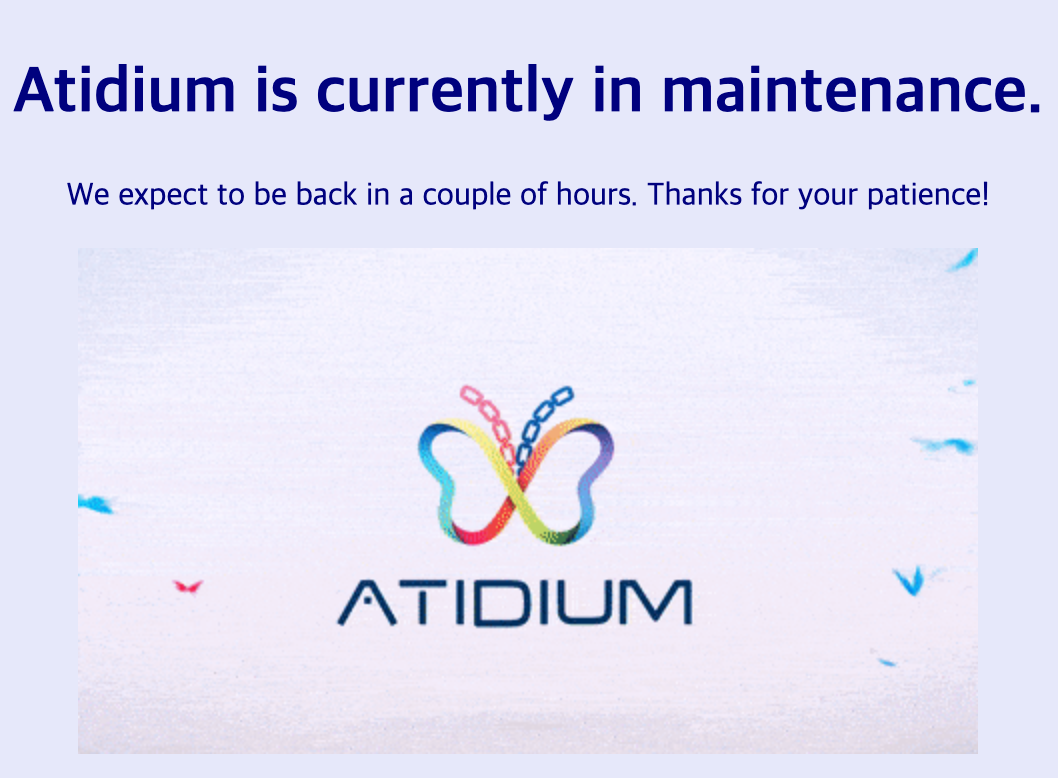 Atidium is currently in maintenance.
We expect to be back in a couple of hours. Thanks for your patience!
ATIDIUM